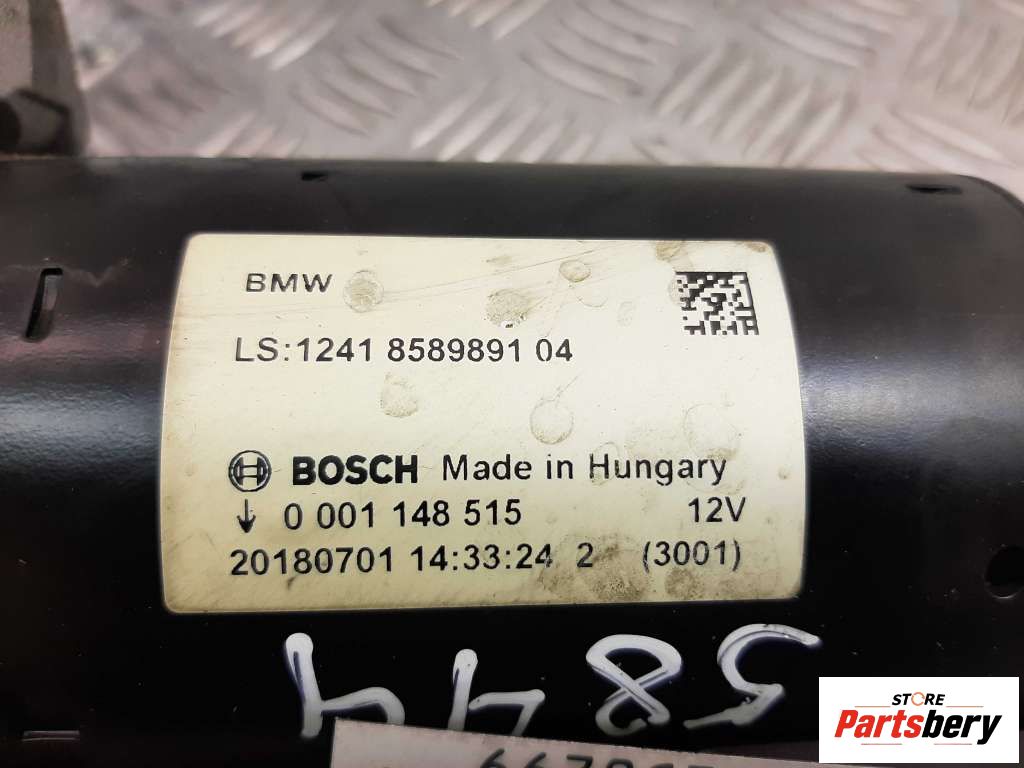 BMW
LS:1241 8589891 04
BOSCH Made in Hungary
0 001 148 515 12V
20180701 14:33:24 2 (3001)
STORE
Partsbery